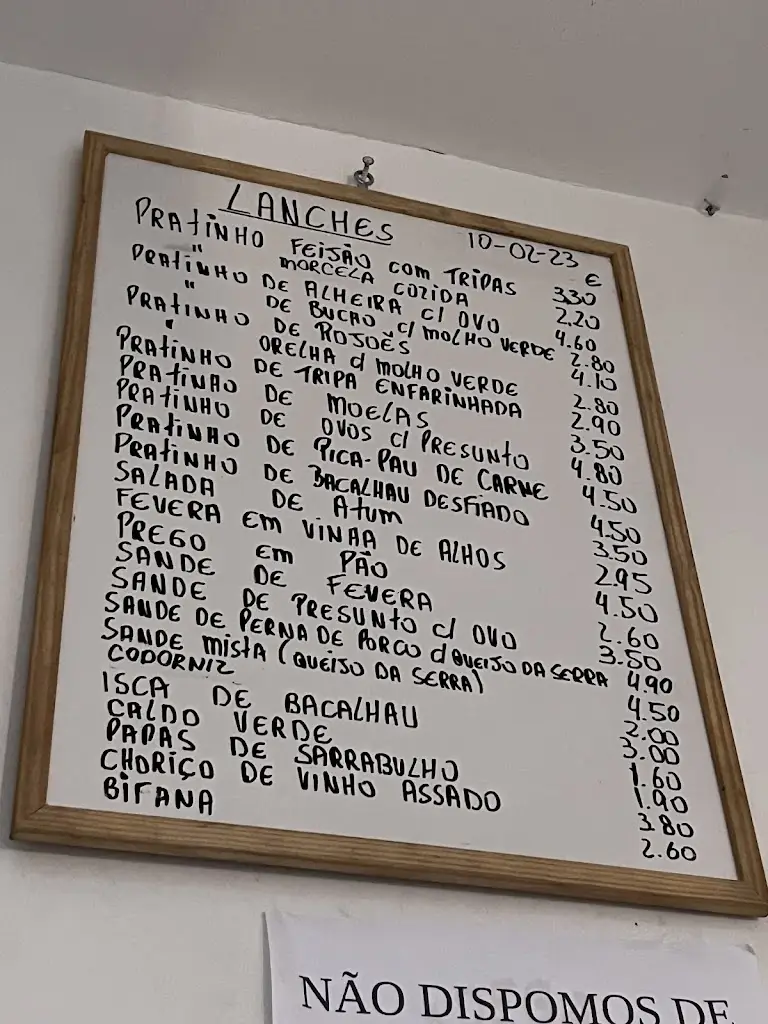 LANCHES 10-02-23
€
PRATINHO FEIJÃO COM TRIPAS 3.30
" MORCELA COZIDA 2.20
PRATINHO DE ALHEIRA C/ OVO 4.60
" DE BUCHO C/ MOLHO VERDE 2.80
PRATINHO DE ROJOÊS 4.10
" ORELHA C/ MOLHO VERDE 2.80
PRATINHO DE TRIPA ENFARINHADA 2.90
PRATINHO DE MOELAS 3.50
PRATINHO DE OVOS C/ PRESUNTO 4.80
PRATINHO DE PICA-PAU DE CARNE 4.50
PRATINHO DE BACALHAU DESFIADO 4.50
SALADA DE ATUM 3.50
FEVERA EM VINHA DE ALHOS 2.95
PREGO EM PÃO 4.50
SANDE DE FEVERA 2.60
SANDE DE PRESUNTO C/ OVO 3.50
SANDE DE PERNA DE PORCO C/ QUEIJO DA SERRA 4.90
SANDE MISTA (QUEIJO DA SERRA) 4.50
CODORNIZ 2.00
ISCA DE BACALHAU 3.00
CALDO VERDE 1.60
PAPAS DE SARRABULHO 1.90
CHORIÇO DE VINHO ASSADO 3.80
BIFANA 2.60
NÃO DISPOMOS DE